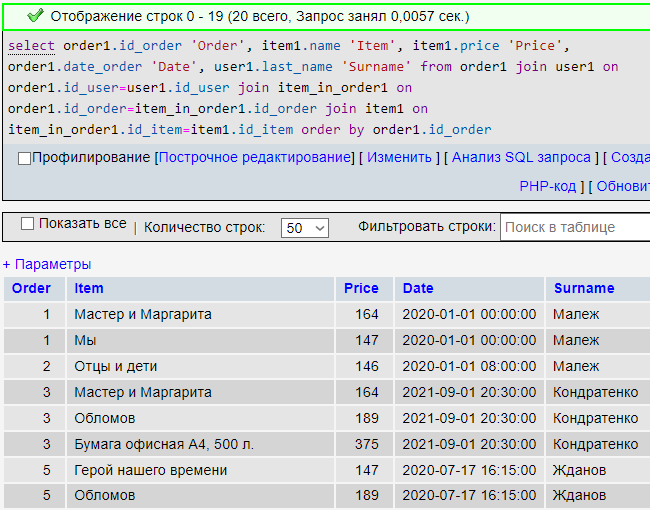 Отображение строк 0 - 19 (20 всего, Запрос занял 0,0057 сек.)
select order1.id_order 'Order', item1.name 'Item', item1.price 'Price',
order1.date_order 'Date', user1.last_name 'Surname' from order1 join user1 on
order1.id_user=user1.id_user join item_in_order1 on
order1.id_order=item_in_order1.id_order join item1 on
item_in_order1.id_item=item1.id_item order by order1.id_order
Профилирование [Построчное редактирование] [ Изменить ] [ Анализ SQL запроса ] [ Созда
PHP-код ] [ Обновит
Показать все | Количество строк: 50 Фильтровать строки: Поиск в таблице
+ Параметры
Order Item Price Date Surname
1 Мастер и Маргарита 164 2020-01-01 00:00:00 Малеж
1 Мы 147 2020-01-01 00:00:00 Малеж
2 Отцы и дети 146 2020-01-01 08:00:00 Малеж
3 Мастер и Маргарита 164 2021-09-01 20:30:00 Кондратенко
3 Обломов 189 2021-09-01 20:30:00 Кондратенко
3 Бумага офисная А4, 500 л. 375 2021-09-01 20:30:00 Кондратенко
5 Герой нашего времени 147 2020-07-17 16:15:00 Жданов
5 Обломов 189 2020-07-17 16:15:00 Жданов